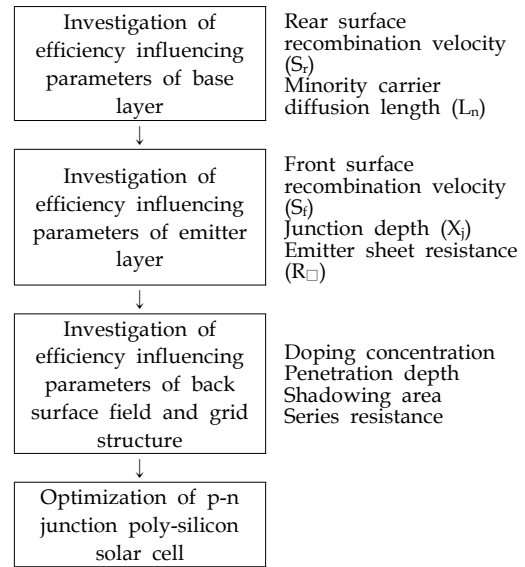 Investigation of
efficiency influencing
parameters of base
layer
Rear surface
recombination velocity
(Sᵣ)
Minority carrier
diffusion length (Lₙ)
↓
Investigation of
efficiency influencing
parameters of emitter
layer
Front surface
recombination velocity
(S_f)
Junction depth (Xⱼ)
Emitter sheet resistance
(R□)
↓
Investigation of
efficiency influencing
parameters of back
surface field and grid
structure
Doping concentration
Penetration depth
Shadowing area
Series resistance
↓
Optimization of p-n
junction poly-silicon
solar cell